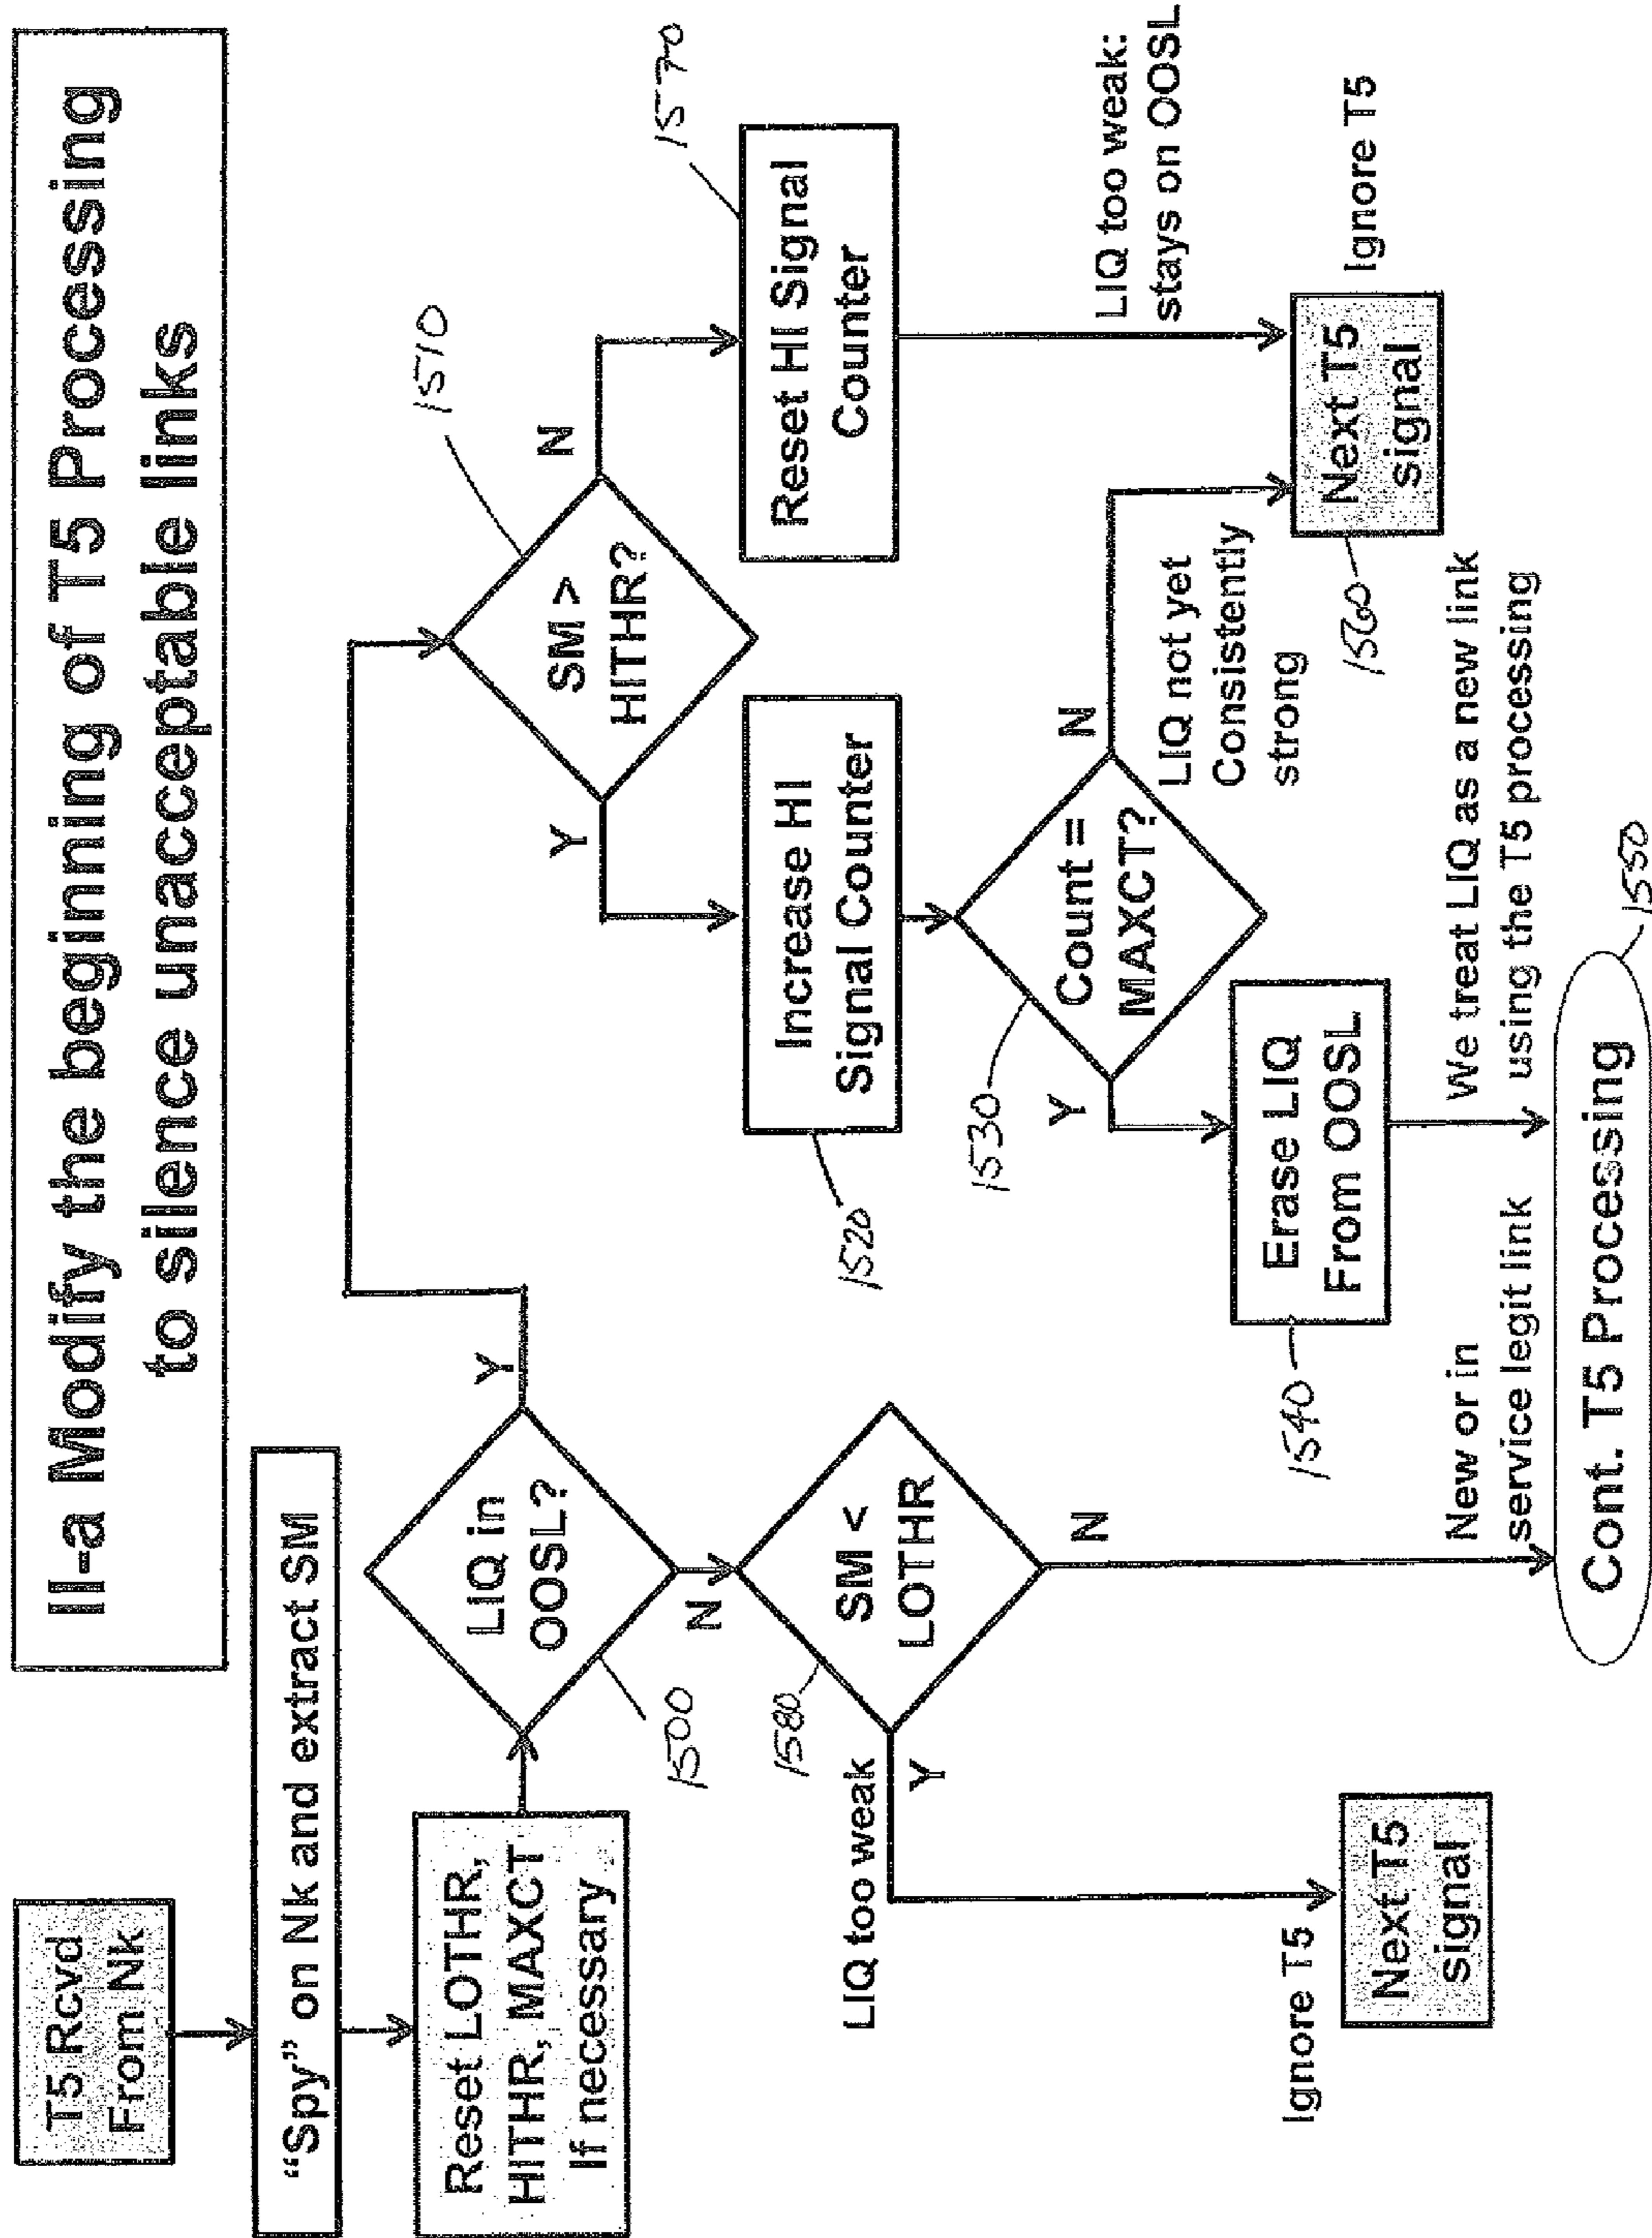 II-a Modify the beginning of T5 Processing
to silence unacceptable links
T5 Rcvd
From Nk
"Spy" on Nk and extract SM
Reset LOTHR,
HITHR, MAXCT
If necessary
LIQ in
OOSL?
1500
Y
N
SM >
HITHR?
1510
Y
N
Increase HI
Signal Counter
1520
Reset HI Signal
Counter
1570
Count =
MAXCT?
1530
Y
N
LIQ not yet
Consistently
strong
LIQ too weak:
stays on OOSL
Erase LIQ
From OOSL
1540
Next T5
signal
1560
Ignore T5
SM <
LOTHR
1580
LIQ too weak
Y
N
Ignore T5
Next T5
signal
New or in
service legit link
We treat LIQ as a new link
using the T5 processing
Cont. T5 Processing
1550